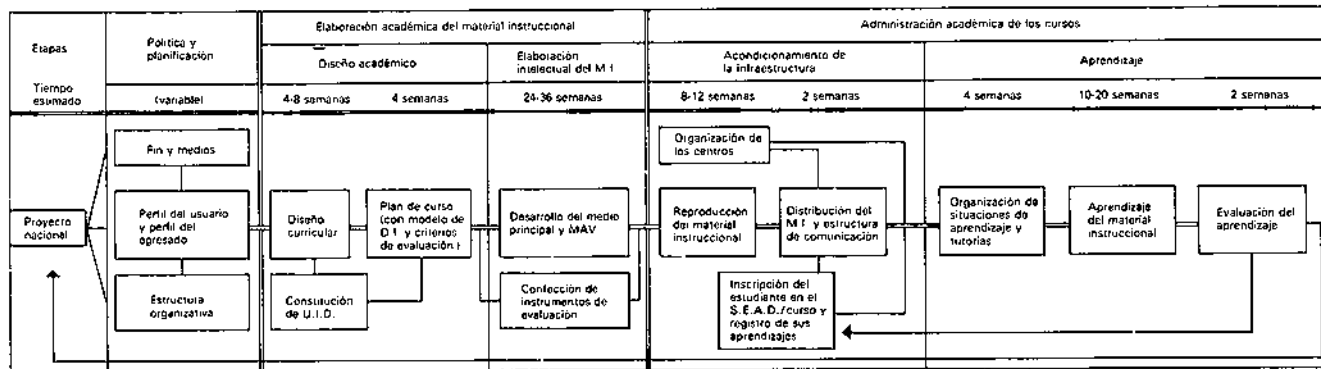 Elaboración académica del material instruccional
Administración académica de los cursos
Etapas
Política y
planificación
Diseño académico
Elaboración
intelectual del M I
Acondicionamiento de
la infraestructura
Aprendizaje
Tiempo
estimado
(variable)
4-8 semanas
4 semanas
24-36 semanas
8-12 semanas
2 semanas
4 semanas
10-20 semanas
2 semanas
Proyecto
nacional
Fin y medios
Perfil del usuario
y perfil del
egresado
Estructura
organizativa
Diseño
curricular
Constitución
de U.I.D.
Plan de curso
(con modelo de
D I y criterios
de evaluación)
Desarrollo del medio
principal y MAV
Confección de
instrumentos de
evaluación
Organización de
los centros
Reproducción
del material
instruccional
Distribución del
M I y estructura
de comunicación
Inscripción del
estudiante en el
S.E.A.D./curso y
registro de sus
aprendizajes
Organización de
situaciones de
aprendizaje y
tutorías
Aprendizaje
del material
instruccional
Evaluación del
aprendizaje